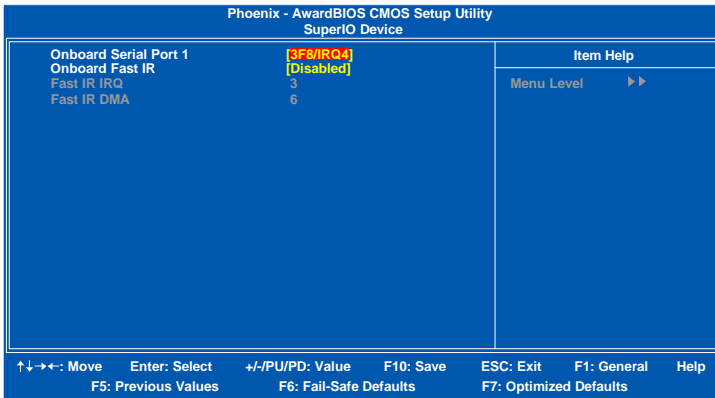 Phoenix - AwardBIOS CMOS Setup Utility
SuperIO Device
Onboard Serial Port 1 [3F8/IRQ4]
Onboard Fast IR [Disabled]
Fast IR IRQ 3
Fast IR DMA 6
Item Help
Menu Level ▶▶
↑↓→←: Move Enter: Select +/-/PU/PD: Value F10: Save ESC: Exit F1: General Help
F5: Previous Values F6: Fail-Safe Defaults F7: Optimized Defaults